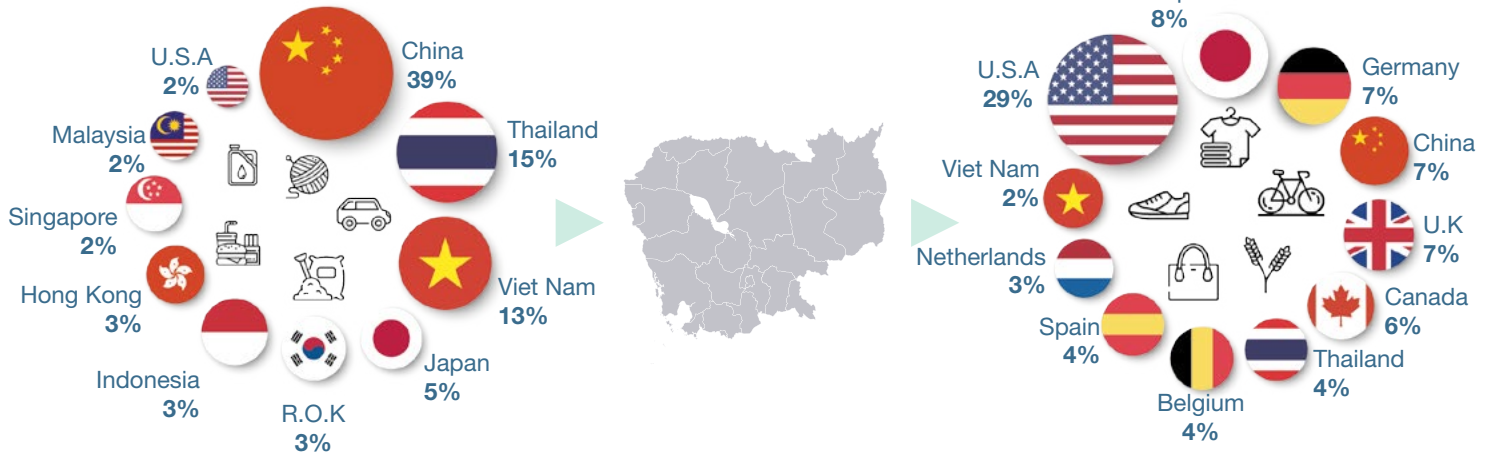 U.S.A
2%
China
39%
Malaysia
2%
Thailand
15%
Singapore
2%
Hong Kong
3%
Viet Nam
13%
Indonesia
3%
R.O.K
3%
Japan
5%
8%
U.S.A
29%
Germany
7%
China
7%
Viet Nam
2%
U.K
7%
Netherlands
3%
Canada
6%
Spain
4%
Thailand
4%
Belgium
4%